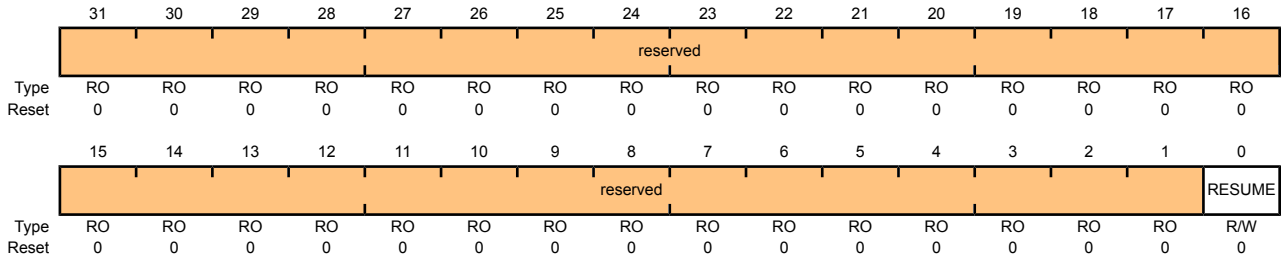 31 30 29 28 27 26 25 24 23 22 21 20 19 18 17 16
reserved
Type RO RO RO RO RO RO RO RO RO RO RO RO RO RO RO RO
Reset 0 0 0 0 0 0 0 0 0 0 0 0 0 0 0 0
15 14 13 12 11 10 9 8 7 6 5 4 3 2 1 0
reserved RESUME
Type RO RO RO RO RO RO RO RO RO RO RO RO RO RO RO R/W
Reset 0 0 0 0 0 0 0 0 0 0 0 0 0 0 0 0